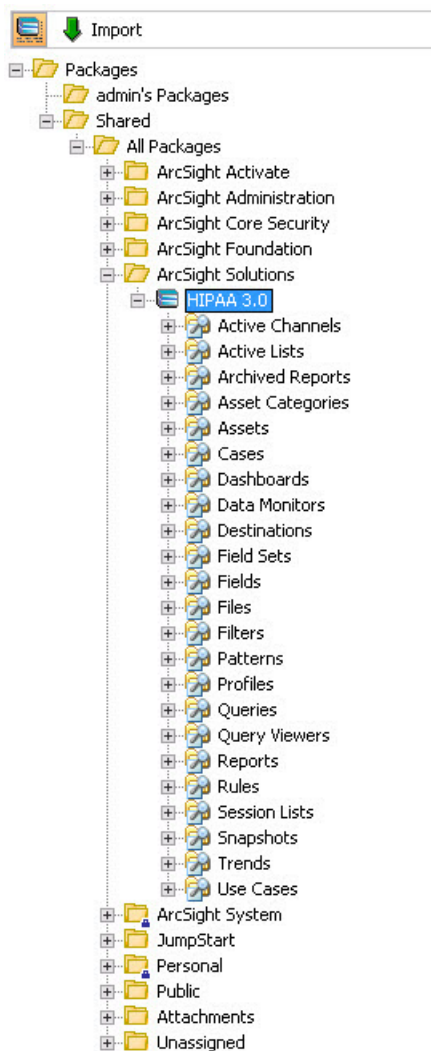 Import
Packages
admin's Packages
Shared
All Packages
ArcSight Activate
ArcSight Administration
ArcSight Core Security
ArcSight Foundation
ArcSight Solutions
HIPAA 3.0
Active Channels
Active Lists
Archived Reports
Asset Categories
Assets
Cases
Dashboards
Data Monitors
Destinations
Field Sets
Fields
Files
Filters
Patterns
Profiles
Queries
Query Viewers
Reports
Rules
Session Lists
Snapshots
Trends
Use Cases
ArcSight System
JumpStart
Personal
Public
Attachments
Unassigned